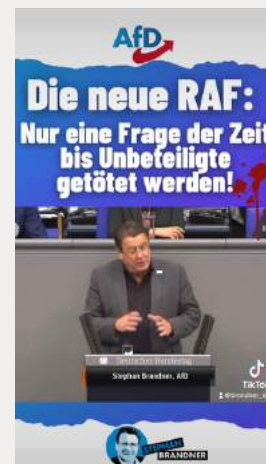 AfD
Die neue RAF:
Nur eine Frage der Zeit
bis Unbeteiligte
getötet werden!
Deutscher Bundestag
Stephan Brandner, AfD
TikTok
STEPHAN
BRANDNER